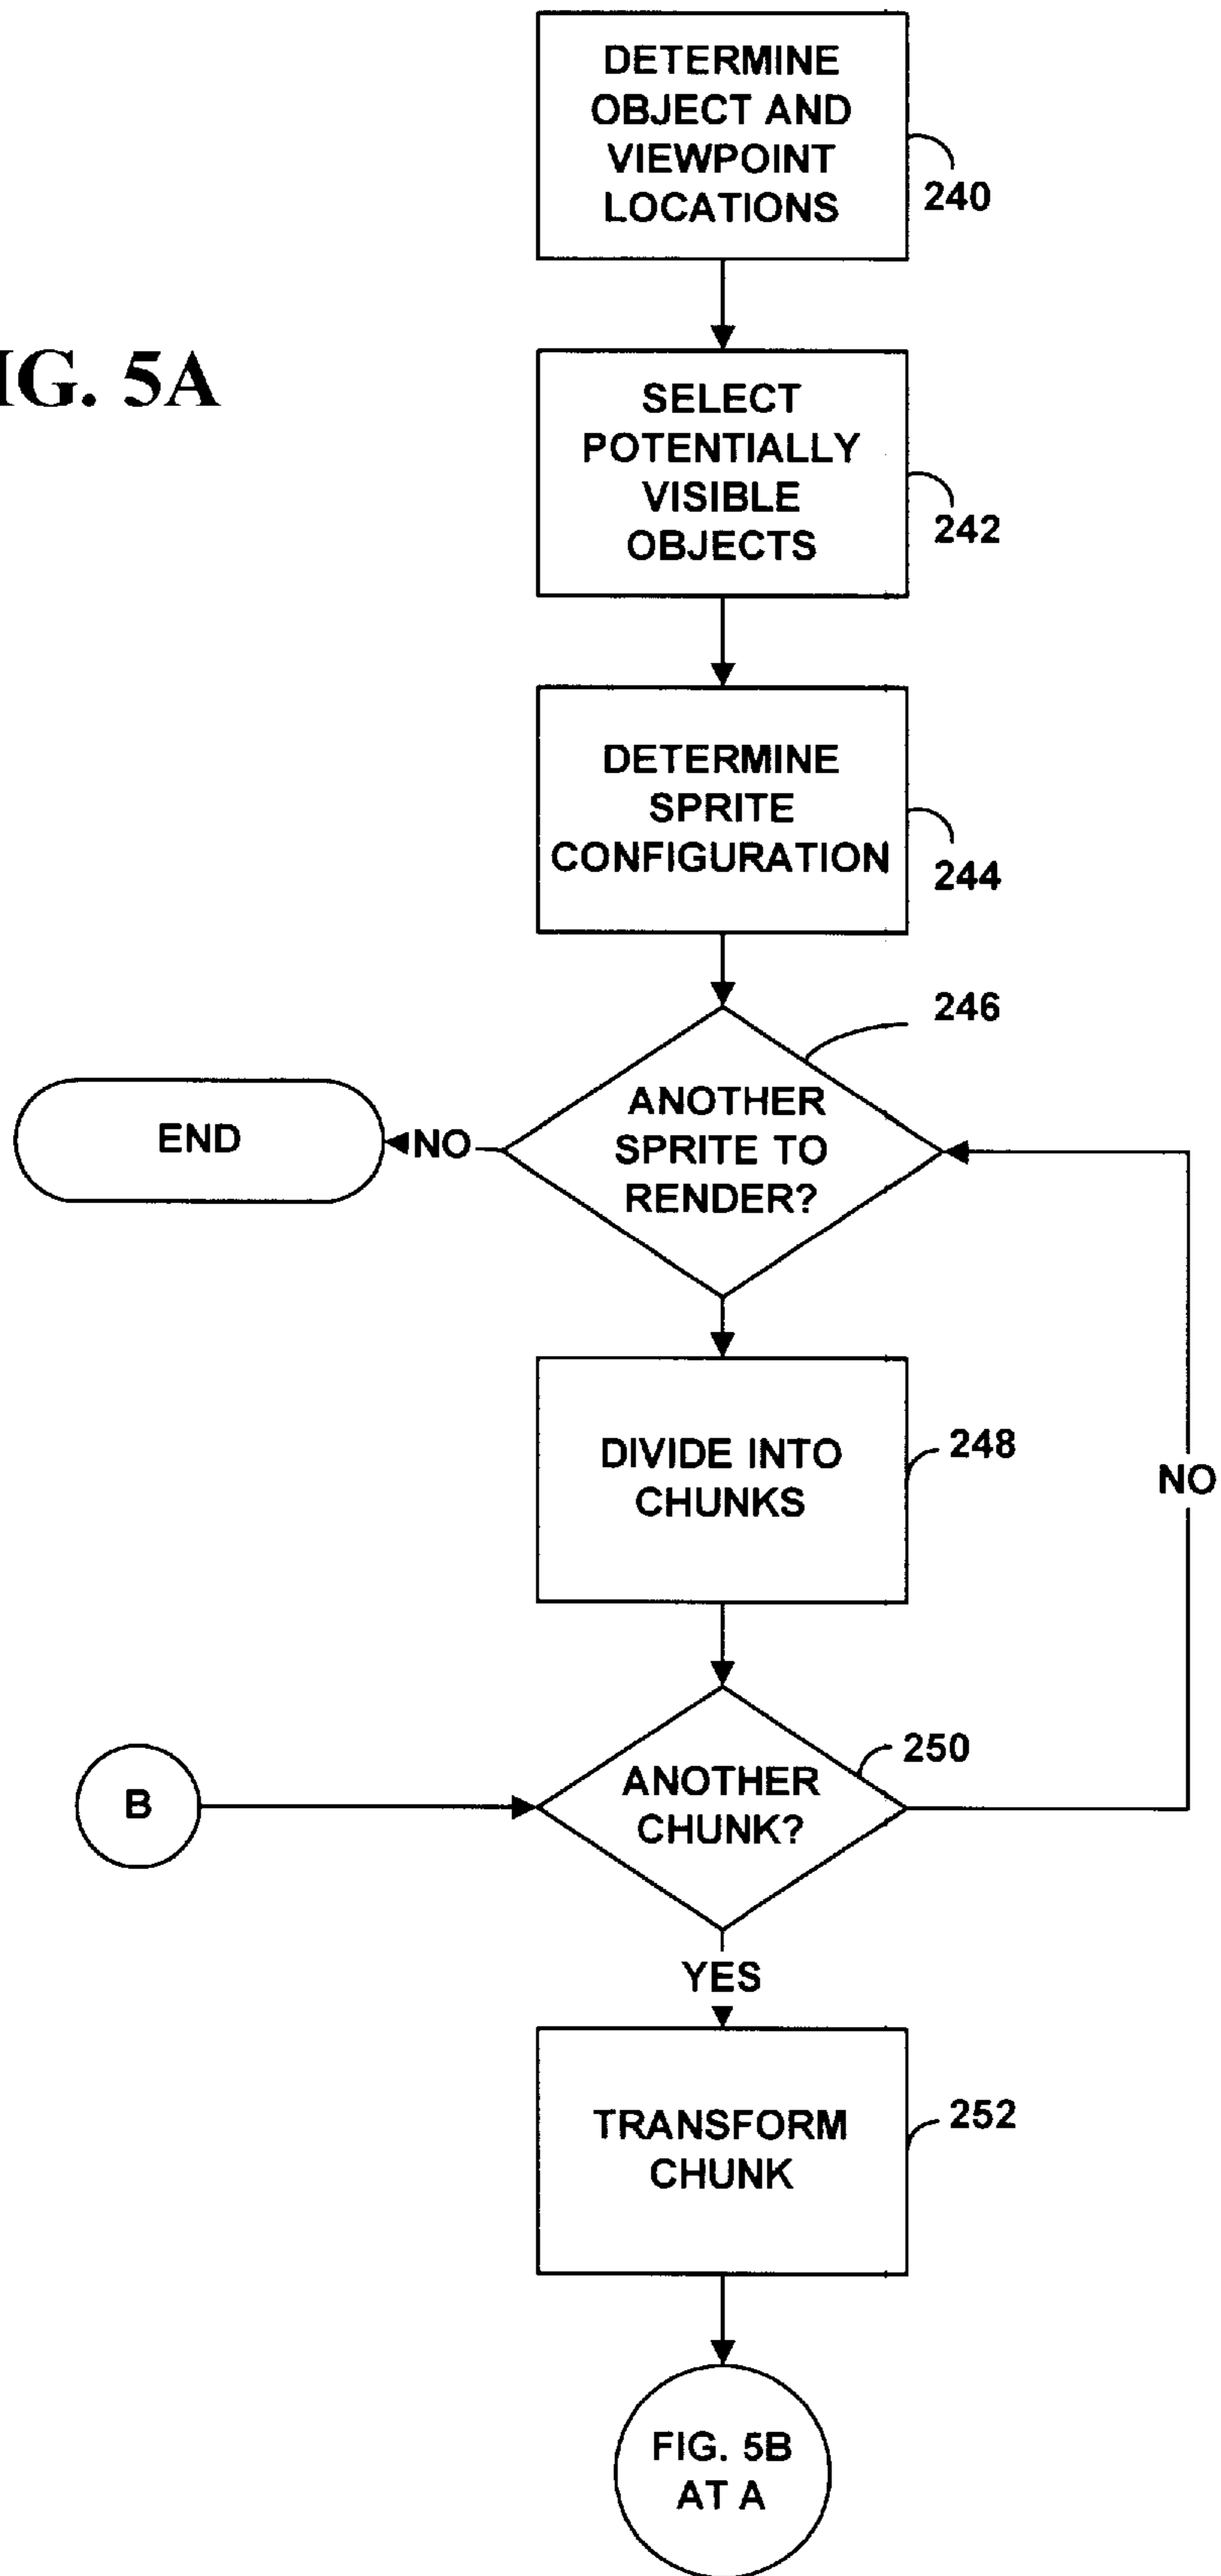 DETERMINE
OBJECT AND
VIEWPOINT
LOCATIONS
240
IG. 5A
SELECT
POTENTIALLY
VISIBLE
OBJECTS
242
DETERMINE
SPRITE
CONFIGURATION
244
246
ANOTHER
SPRITE TO
RENDER?
NO
END
DIVIDE INTO
CHUNKS
248
NO
B
ANOTHER
CHUNK?
250
YES
TRANSFORM
CHUNK
252
FIG. 5B
AT A